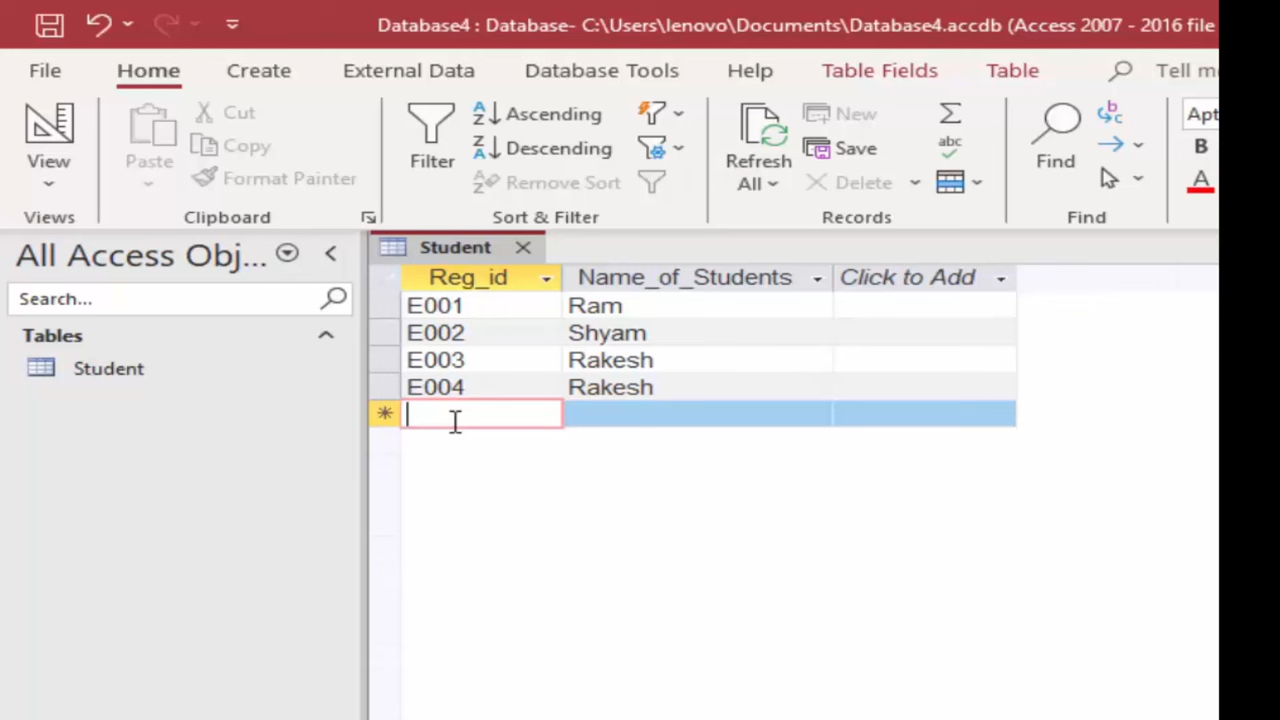 Database4 : Database- C:\Users\lenovo\Documents\Database4.accdb (Access 2007 - 2016 file
File Home Create External Data Database Tools Help Table Fields Table Tell m
View
Views
Paste
Cut
Copy
Format Painter
Clipboard
Filter
Ascending
Descending
Remove Sort
Sort & Filter
Refresh
All
New
Save
Delete
Records
Find
Find
Apt
B
A
All Access Obj...
Search...
Tables
Student
Student
Reg_id Name_of_Students Click to Add
E001 Ram
E002 Shyam
E003 Rakesh
E004 Rakesh